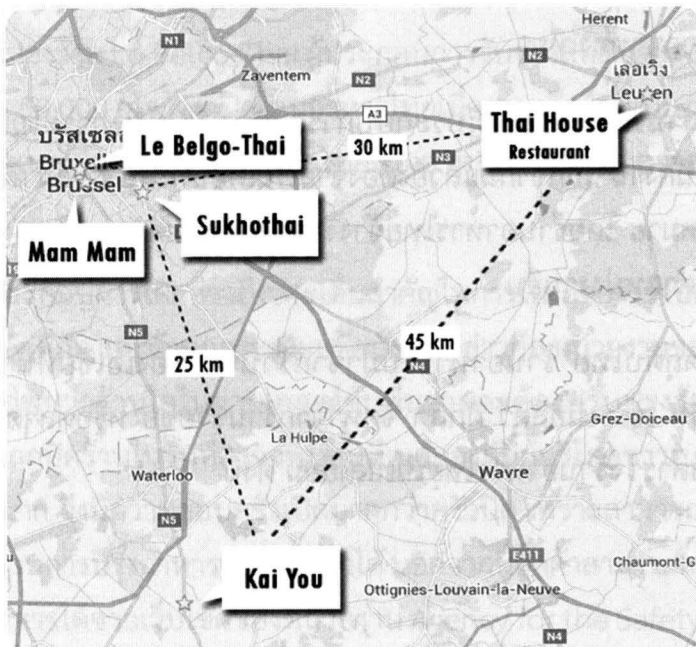 Herent
N1
N2
Zaventem
N2
เลอเวิง
Leuven
A3
บรัสเซล
Le Belgo-Thai
Thai House
Restaurant
30 km
N3
Brussel
Sukhothai
Mam Mam
N5
25 km
45 km
N4
La Hulpe
Grez-Doiceau
Waterloo
Wavre
N5
E411
Kai You
Chaumont-G
Ottignies-Louvain-la-Neuve
N4